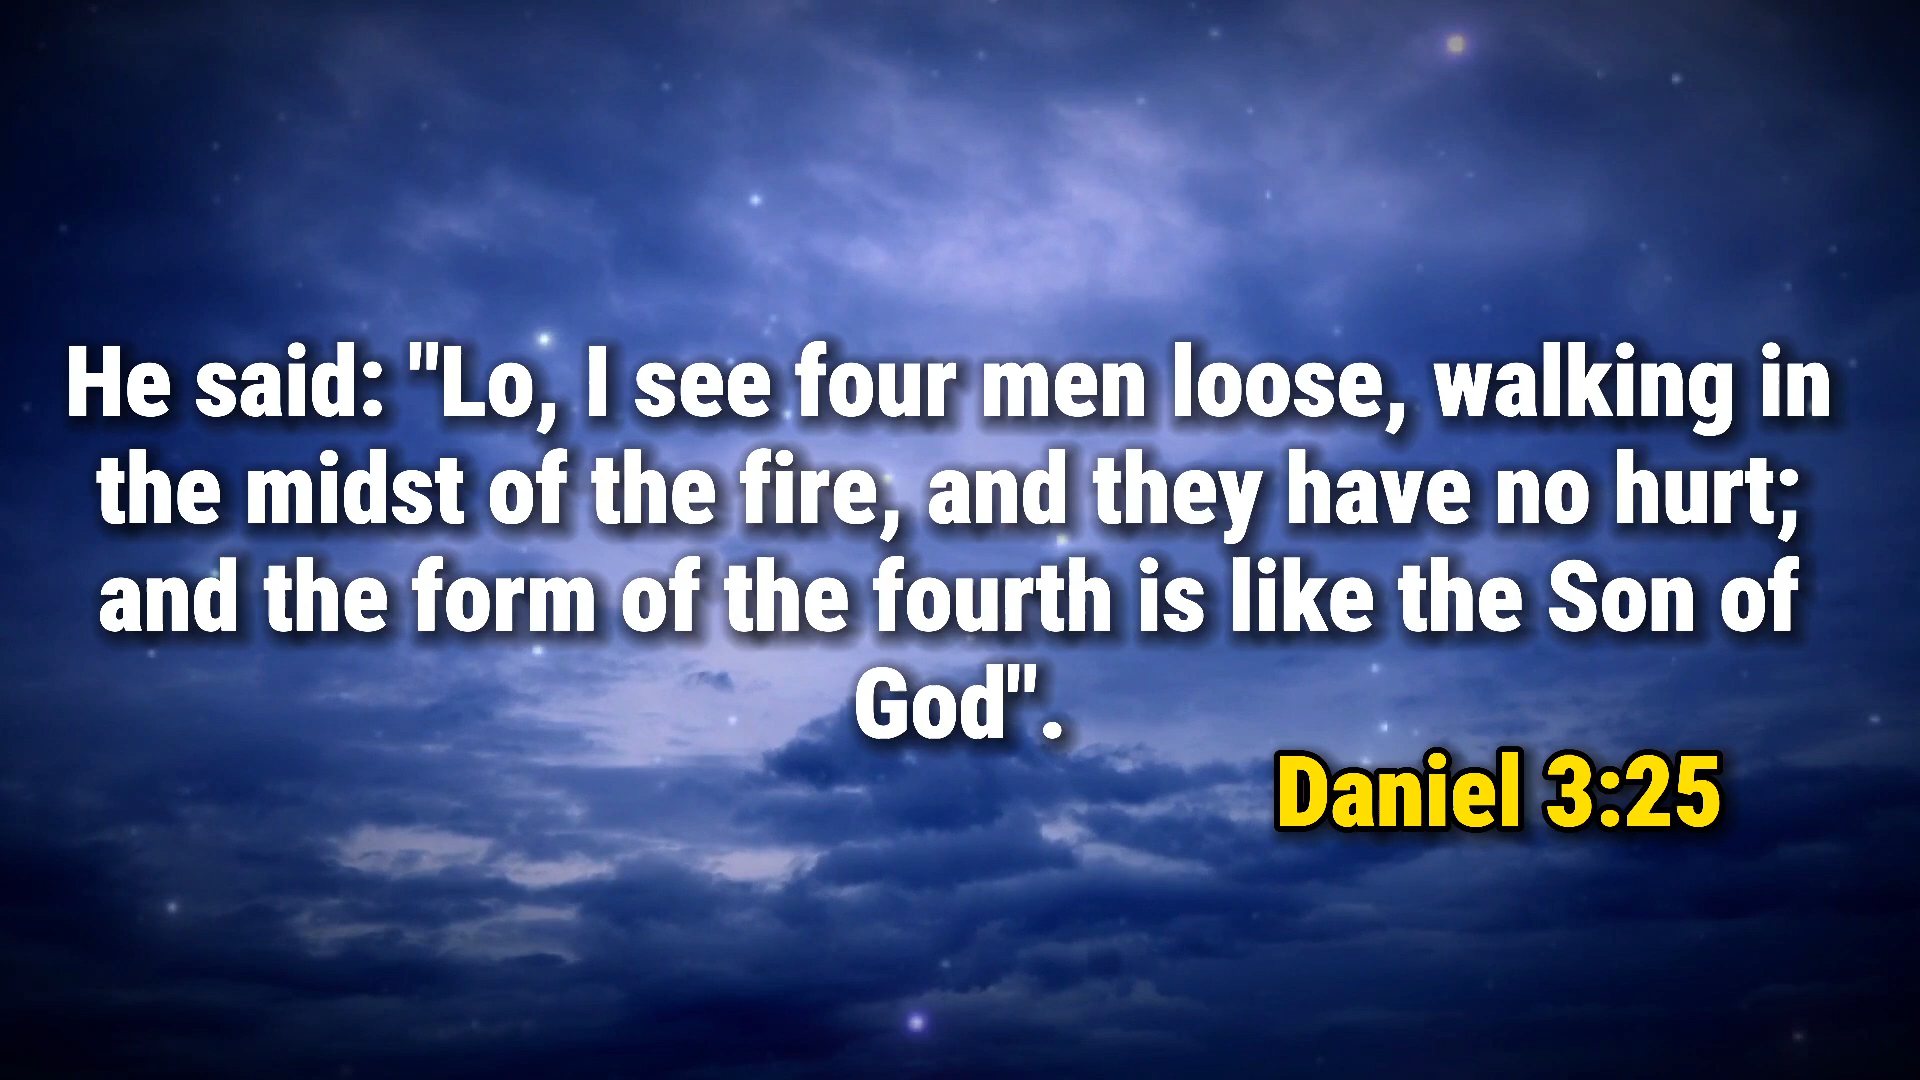 He said: "Lo, I see four men loose, walking in
the midst of the fire, and they have no hurt;
and the form of the fourth is like the Son of
God".
Daniel 3:25